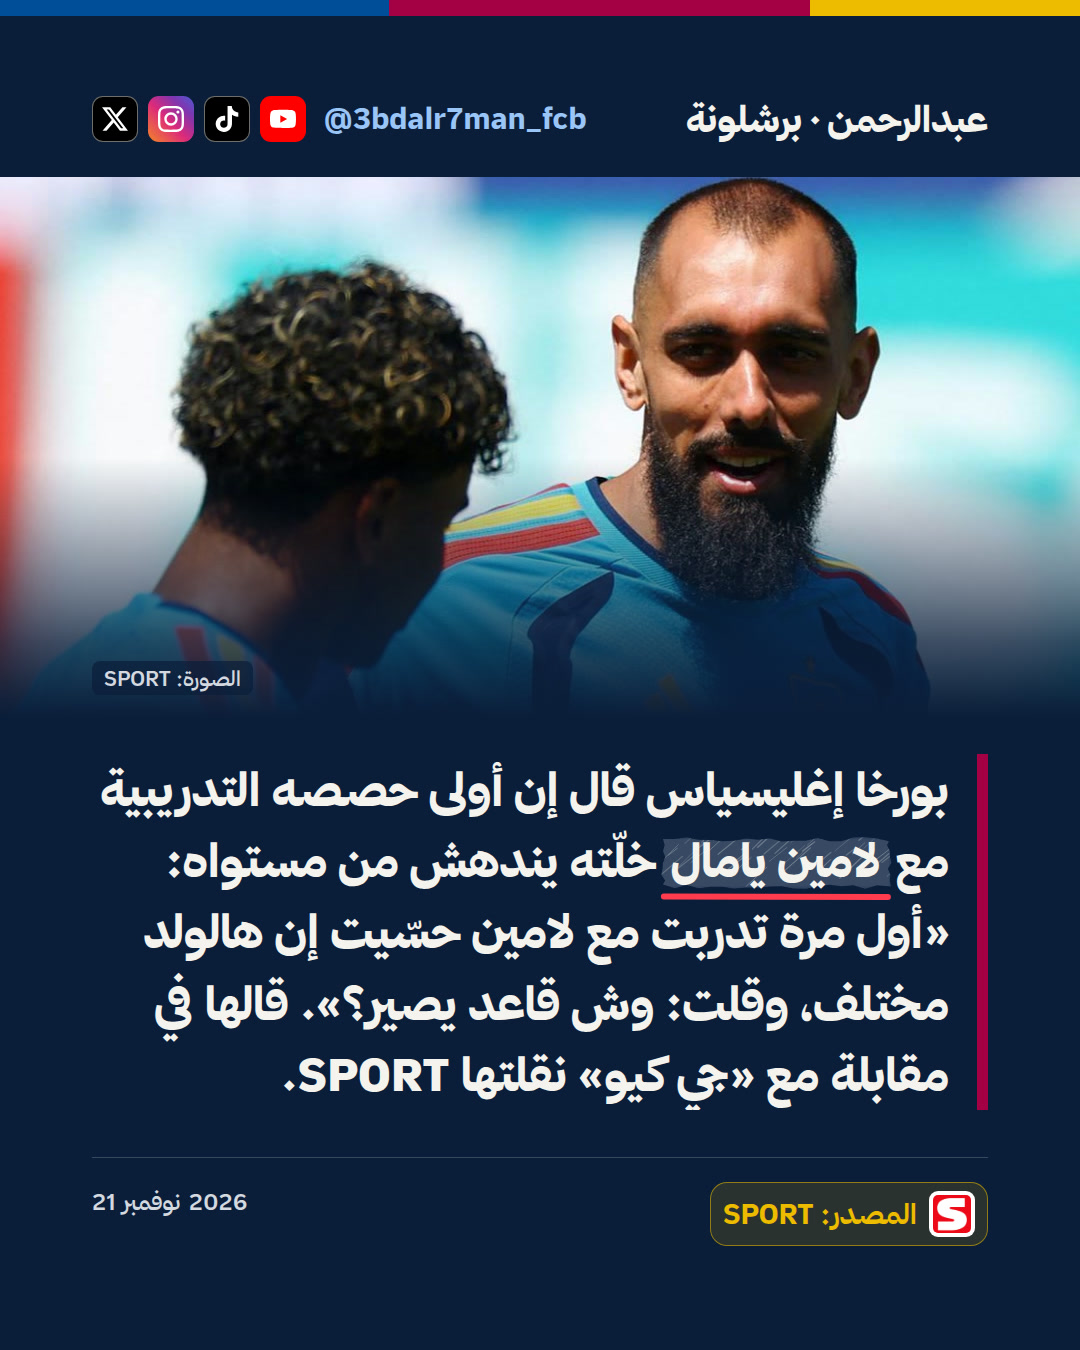 عبدالرحمن · برشلونة
@3bdalr7man_fcb
الصورة: SPORT
بورخا إغليسياس قال إن أولى حصصه التدريبية
مع لامين يامال خلّته يندهش من مستواه:
«أول مرة تدربت مع لامين حسّيت إن هالولد
مختلف، وقلت: وش قاعد يصير؟». قالها في
مقابلة مع «جي كيو» نقلتها SPORT.
المصدر: SPORT
21 نوفمبر 2026